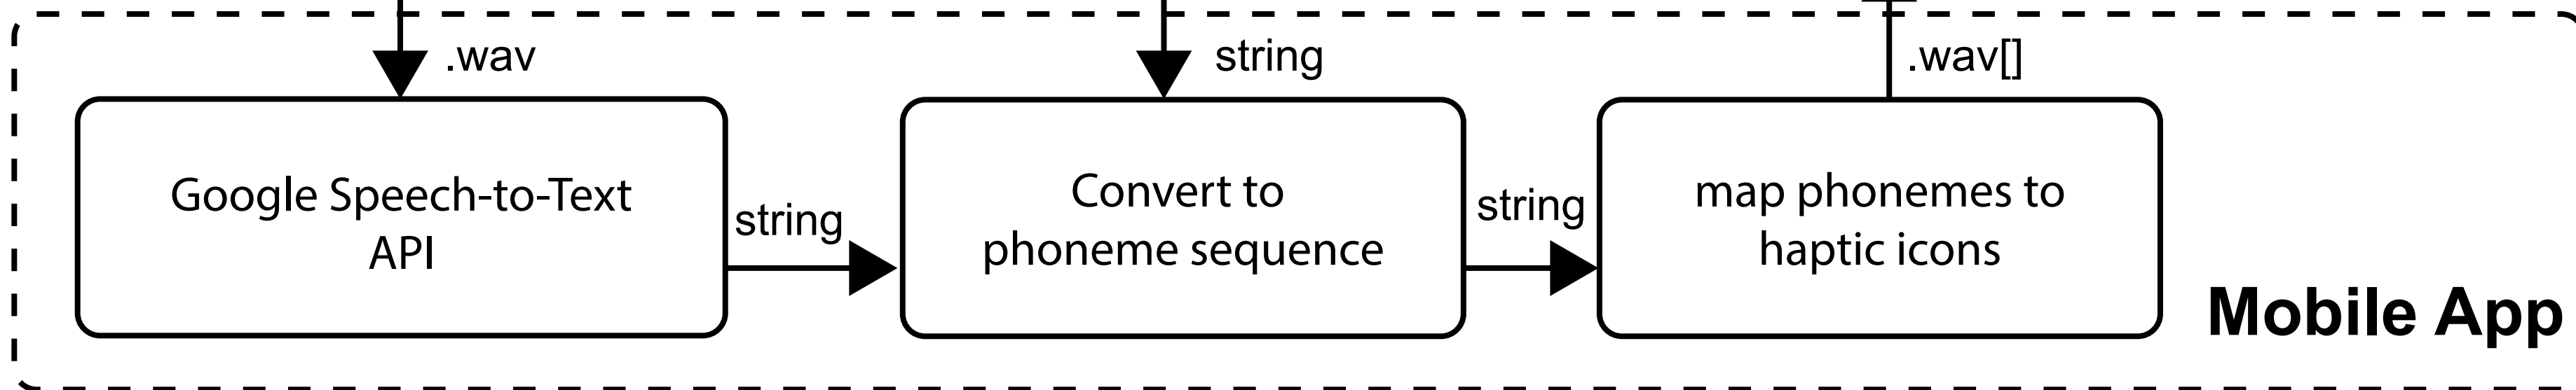 .wav
string
.wav[]
Google Speech-to-Text
API
string
Convert to
phoneme sequence
string
map phonemes to
haptic icons
Mobile App